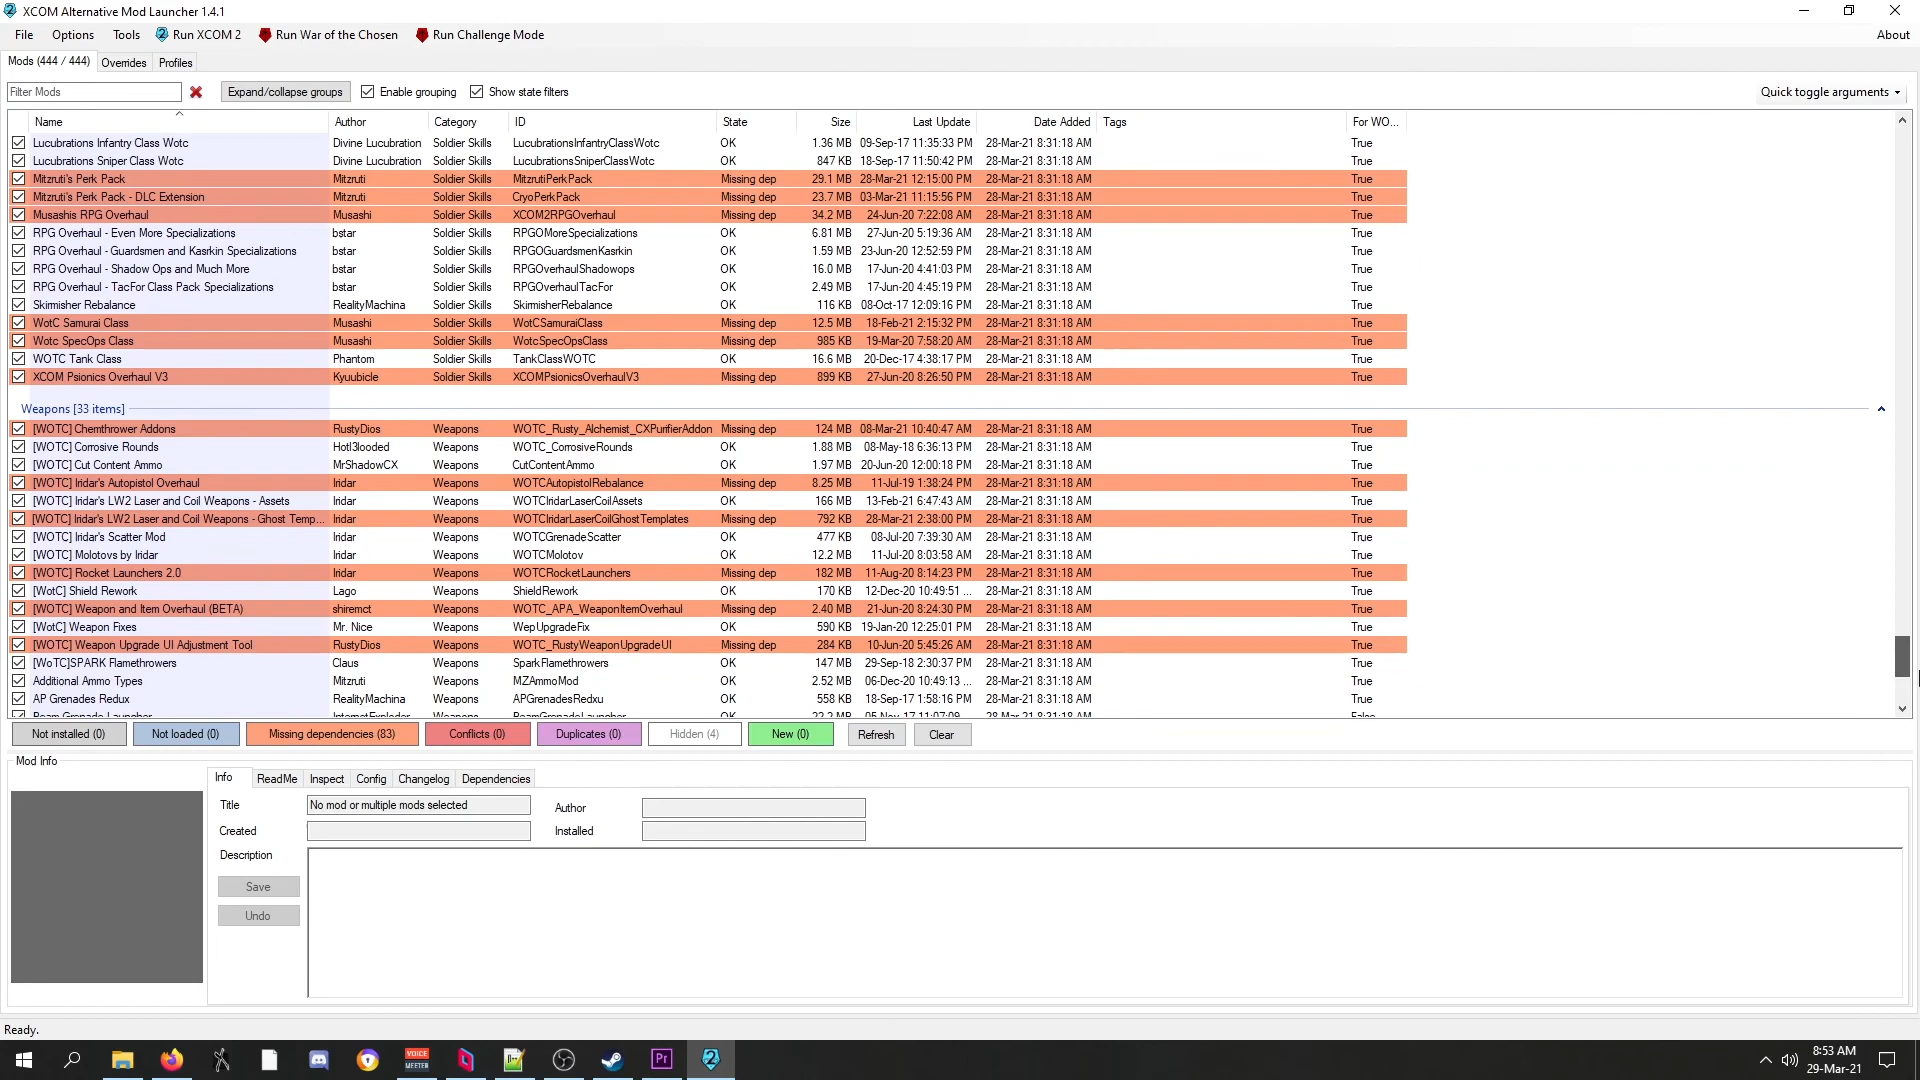 XCOM Alternative Mod Launcher 1.4.1
File Options Tools Run XCOM 2 Run War of the Chosen Run Challenge Mode About
Mods (444 / 444) Overrides Profiles
Filter Mods Expand/collapse groups Enable grouping Show state filters Quick toggle arguments
Name Author Category ID State Size Last Update Date Added Tags For WO...
Lucubrations Infantry Class Wotc Divine Lucubration Soldier Skills LucubrationsInfantryClassWotc OK 1.36 MB 09-Sep-17 11:35:33 PM 28-Mar-21 8:31:18 AM True
Lucubrations Sniper Class Wotc Divine Lucubration Soldier Skills LucubrationsSniperClassWotc OK 847 KB 18-Sep-17 11:50:42 PM 28-Mar-21 8:31:18 AM True
Mitzruti's Perk Pack Mitzruti Soldier Skills MitzrutiPerkPack Missing dep 29.1 MB 28-Mar-21 12:15:00 PM 28-Mar-21 8:31:18 AM True
Mitzruti's Perk Pack - DLC Extension Mitzruti Soldier Skills CryoPerkPack Missing dep 23.7 MB 03-Mar-21 11:15:56 PM 28-Mar-21 8:31:18 AM True
Musashis RPG Overhaul Musashi Soldier Skills XCOM2RPGOverhaul Missing dep 34.2 MB 24-Jun-20 7:22:08 AM 28-Mar-21 8:31:18 AM True
RPG Overhaul - Even More Specializations bstar Soldier Skills RPGOMoreSpecializations OK 6.81 MB 27-Jun-20 5:19:36 AM 28-Mar-21 8:31:18 AM True
RPG Overhaul - Guardsmen and Kasrkin Specializations bstar Soldier Skills RPGOGuardsmenKasrkin OK 1.59 MB 23-Jun-20 12:52:59 PM 28-Mar-21 8:31:18 AM True
RPG Overhaul - Shadow Ops and Much More bstar Soldier Skills RPGOverhaulShadowops OK 16.0 MB 17-Jun-20 4:41:03 PM 28-Mar-21 8:31:18 AM True
RPG Overhaul - TacFor Class Pack Specializations bstar Soldier Skills RPGOverhaulTacFor OK 2.49 MB 17-Jun-20 4:45:19 PM 28-Mar-21 8:31:18 AM True
Skirmisher Rebalance RealityMachina Soldier Skills SkirmisherRebalance OK 116 KB 08-Oct-17 12:09:16 PM 28-Mar-21 8:31:18 AM True
WotC Samurai Class Musashi Soldier Skills WotCSamuraiClass Missing dep 12.5 MB 18-Feb-21 2:15:32 PM 28-Mar-21 8:31:18 AM True
Wotc SpecOps Class Musashi Soldier Skills WotcSpecOpsClass Missing dep 985 KB 19-Mar-20 7:58:20 AM 28-Mar-21 8:31:18 AM True
WOTC Tank Class Phantom Soldier Skills TankClassWOTC OK 16.6 MB 20-Dec-17 4:38:17 PM 28-Mar-21 8:31:18 AM True
XCOM Psionics Overhaul V3 Kyuubicle Soldier Skills XCOMPsionicsOverhaulV3 Missing dep 899 KB 27-Jun-20 8:26:50 PM 28-Mar-21 8:31:18 AM True
Weapons [33 items]
[WOTC] Chemthrower Addons RustyDios Weapons WOTC_Rusty_Alchemist_CXPurifierAddon Missing dep 124 MB 08-Mar-21 10:40:47 AM 28-Mar-21 8:31:18 AM True
[WOTC] Corrosive Rounds Hotl3looded Weapons WOTC_CorrosiveRounds OK 1.88 MB 08-May-18 6:36:13 PM 28-Mar-21 8:31:18 AM True
[WOTC] Cut Content Ammo MrShadowCX Weapons CutContentAmmo OK 1.97 MB 20-Jun-20 12:00:18 PM 28-Mar-21 8:31:18 AM True
[WOTC] Iridar's Autopistol Overhaul Iridar Weapons WOTCAutopistolRebalance Missing dep 8.25 MB 11-Jul-19 1:38:24 PM 28-Mar-21 8:31:18 AM True
[WOTC] Iridar's LW2 Laser and Coil Weapons - Assets Iridar Weapons WOTCIridarLaserCoilAssets OK 166 MB 13-Feb-21 6:47:43 AM 28-Mar-21 8:31:18 AM True
[WOTC] Iridar's LW2 Laser and Coil Weapons - Ghost Temp... Iridar Weapons WOTCIridarLaserCoilGhostTemplates Missing dep 792 KB 28-Mar-21 2:38:00 PM 28-Mar-21 8:31:18 AM True
[WOTC] Iridar's Scatter Mod Iridar Weapons WOTCGrenadeScatter OK 477 KB 08-Jul-20 7:39:30 AM 28-Mar-21 8:31:18 AM True
[WOTC] Molotovs by Iridar Iridar Weapons WOTCMolotov OK 12.2 MB 11-Jul-20 8:03:58 AM 28-Mar-21 8:31:18 AM True
[WOTC] Rocket Launchers 2.0 Iridar Weapons WOTCRocketLaunchers Missing dep 182 MB 11-Aug-20 8:14:23 PM 28-Mar-21 8:31:18 AM True
[WotC] Shield Rework Lago Weapons ShieldRework OK 170 KB 12-Dec-20 10:49:51 ... 28-Mar-21 8:31:18 AM True
[WOTC] Weapon and Item Overhaul (BETA) shiremct Weapons WOTC_APA_WeaponItemOverhaul Missing dep 2.40 MB 21-Jun-20 8:24:30 PM 28-Mar-21 8:31:18 AM True
[WotC] Weapon Fixes Mr. Nice Weapons WepUpgradeFix OK 590 KB 19-Jan-20 12:25:01 PM 28-Mar-21 8:31:18 AM True
[WOTC] Weapon Upgrade UI Adjustment Tool RustyDios Weapons WOTC_RustyWeaponUpgradeUI Missing dep 284 KB 10-Jun-20 5:45:26 AM 28-Mar-21 8:31:18 AM True
[WoTC]SPARK Flamethrowers Claus Weapons SparkFlamethrowers OK 147 MB 29-Sep-18 2:30:37 PM 28-Mar-21 8:31:18 AM True
Additional Ammo Types Mitzruti Weapons MZAmmoMod OK 2.52 MB 06-Dec-20 10:49:13 ... 28-Mar-21 8:31:18 AM True
AP Grenades Redux RealityMachina Weapons APGrenadesRedxu OK 558 KB 18-Sep-17 1:58:16 PM 28-Mar-21 8:31:18 AM True
Beam Grenade Launcher InternetExploder Weapons BeamGrenadeLauncher OK 22.2 MB 05-Nov-17 11:07:09 ... 28-Mar-21 8:31:18 AM False
Not installed (0) Not loaded (0) Missing dependencies (83) Conflicts (0) Duplicates (0) Hidden (4) New (0) Refresh Clear
Mod Info
Info ReadMe Inspect Config Changelog Dependencies
Title No mod or multiple mods selected Author
Created Installed
Description
Save
Undo
Ready.
VOICE MEETER Pr 2
8:53 AM
29-Mar-21